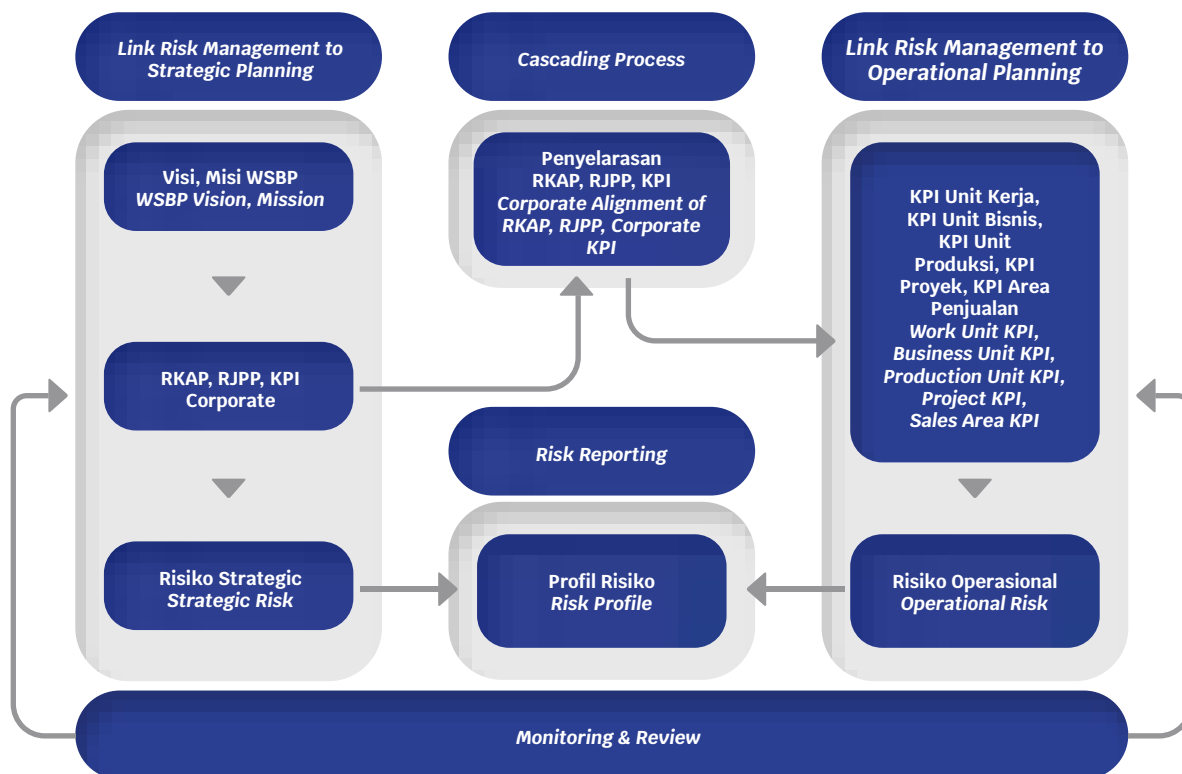 Link Risk Management to
Strategic Planning
Visi, Misi WSBP
WSBP Vision, Mission
RKAP, RJPP, KPI
Corporate
Risiko Strategic
Strategic Risk
Cascading Process
Penyelarasan
RKAP, RJPP, KPI
Corporate Alignment of
RKAP, RJPP, Corporate
KPI
Risk Reporting
Profil Risiko
Risk Profile
Link Risk Management to
Operational Planning
KPI Unit Kerja,
KPI Unit Bisnis,
KPI Unit
Produksi, KPI
Proyek, KPI Area
Penjualan
Work Unit KPI,
Business Unit KPI,
Production Unit KPI,
Project KPI,
Sales Area KPI
Risiko Operasional
Operational Risk
Monitoring & Review